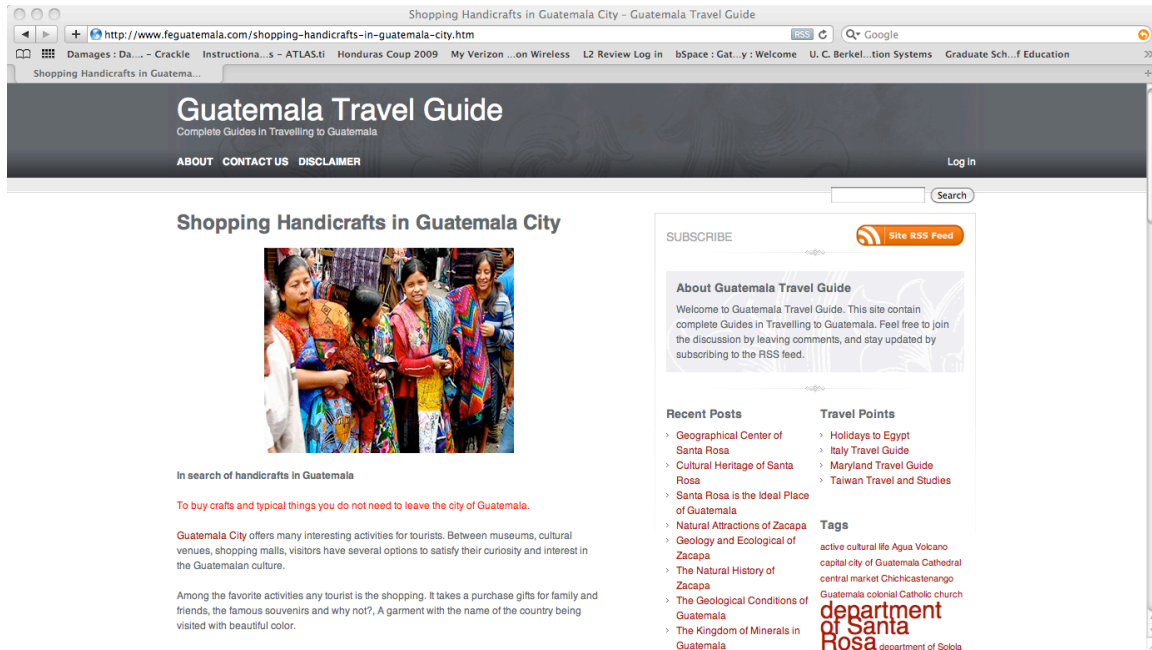 Shopping Handicrafts in Guatemala City – Guatemala Travel Guide
http://www.feguatemala.com/shopping-handicrafts-in-guatemala-city.htm
RSS
Google
Damages : Da.... – Crackle Instructiona...s – ATLAS.ti Honduras Coup 2009 My Verizon ...on Wireless L2 Review Log in bSpace : Gat...y : Welcome U. C. Berkel...tion Systems Graduate Sch...f Education
Shopping Handicrafts in Guatema...
Guatemala Travel Guide
Complete Guides in Travelling to Guatemala
ABOUT CONTACT US DISCLAIMER
Log in
Search
Shopping Handicrafts in Guatemala City
In search of handicrafts in Guatemala
To buy crafts and typical things you do not need to leave the city of Guatemala.
Guatemala City offers many interesting activities for tourists. Between museums, cultural
venues, shopping malls, visitors have several options to satisfy their curiosity and interest in
the Guatemalan culture.
Among the favorite activities any tourist is the shopping. It takes a purchase gifts for family and
friends, the famous souvenirs and why not?, A garment with the name of the country being
visited with beautiful color.
SUBSCRIBE
Site RSS Feed
About Guatemala Travel Guide
Welcome to Guatemala Travel Guide. This site contain
complete Guides in Travelling to Guatemala. Feel free to join
the discussion by leaving comments, and stay updated by
subscribing to the RSS feed.
Recent Posts
Geographical Center of
Santa Rosa
Cultural Heritage of Santa
Rosa
Santa Rosa is the Ideal Place
of Guatemala
Natural Attractions of Zacapa
Geology and Ecological of
Zacapa
The Natural History of
Zacapa
The Geological Conditions of
Guatemala
The Kingdom of Minerals in
Guatemala
Travel Points
Holidays to Egypt
Italy Travel Guide
Maryland Travel Guide
Taiwan Travel and Studies
Tags
active cultural life Agua Volcano
capital city of Guatemala Cathedral
central market Chichicastenango
Guatemala colonial Catholic church
department
of Santa
Rosa department of Solola